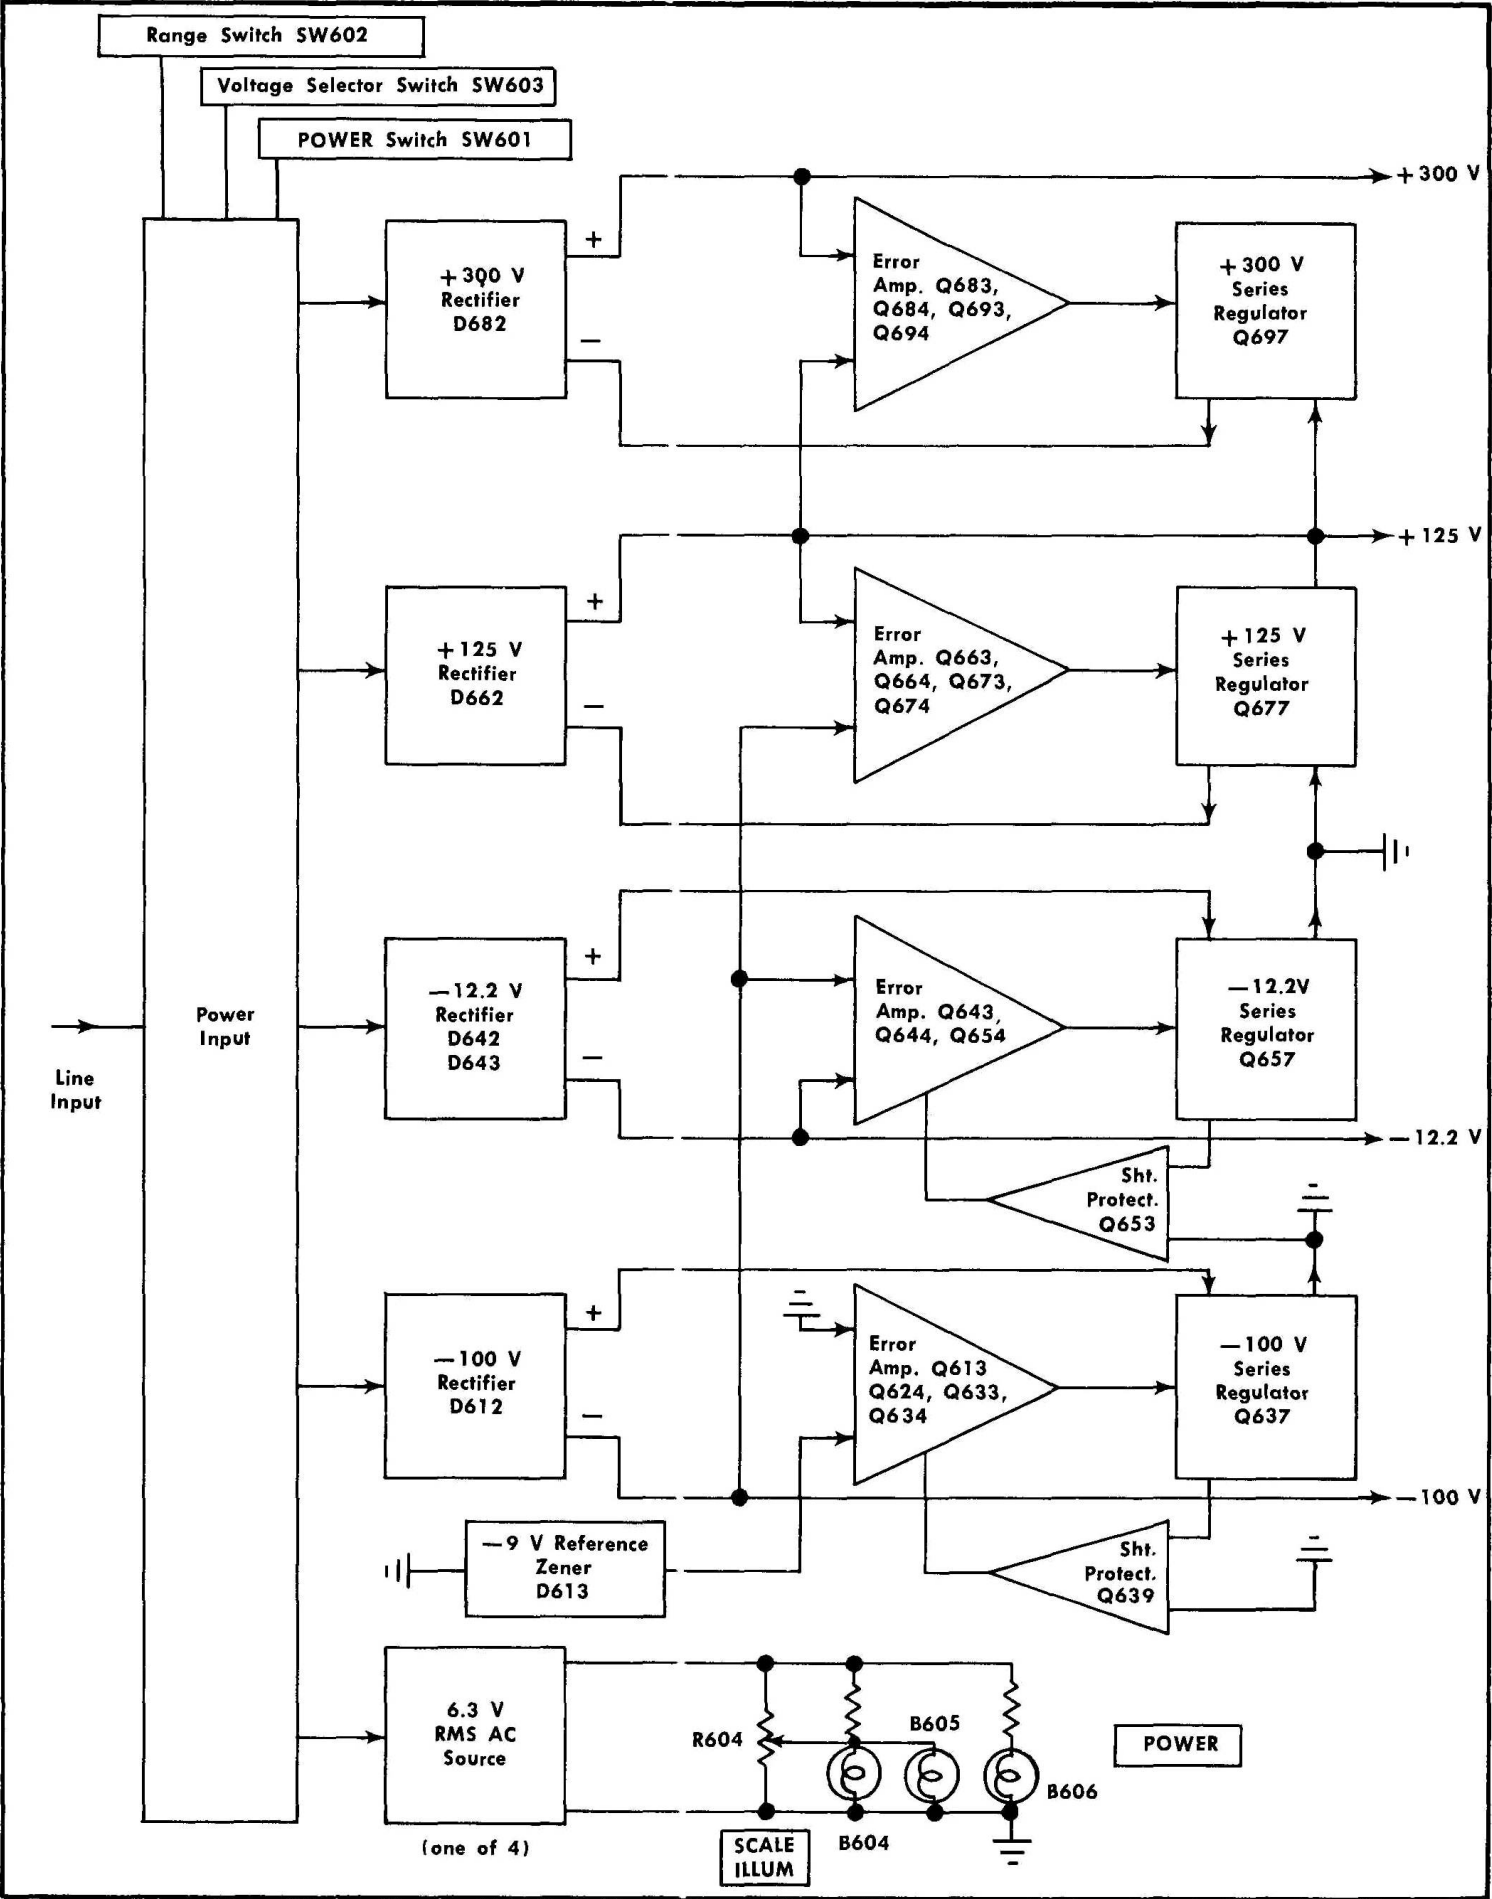 Range Switch SW602
Voltage Selector Switch SW603
POWER Switch SW601
+300 V
+
+300 V
Rectifier
D682
−
Error
Amp. Q683,
Q684, Q693,
Q694
+300 V
Series
Regulator
Q697
+125 V
+
+125 V
Rectifier
D662
−
Error
Amp. Q663,
Q664, Q673,
Q674
+125 V
Series
Regulator
Q677
Line
Input
Power
Input
+
−12.2 V
Rectifier
D642
D643
−
Error
Amp. Q643,
Q644, Q654
−12.2V
Series
Regulator
Q657
−12.2 V
Sht.
Protect.
Q653
+
−100 V
Rectifier
D612
−
Error
Amp. Q613
Q624, Q633,
Q634
−100 V
Series
Regulator
Q637
−100 V
−9 V Reference
Zener
D613
Sht.
Protect.
Q639
6.3 V
RMS AC
Source
(one of 4)
R604
B605
B606
B604
SCALE
ILLUM
POWER